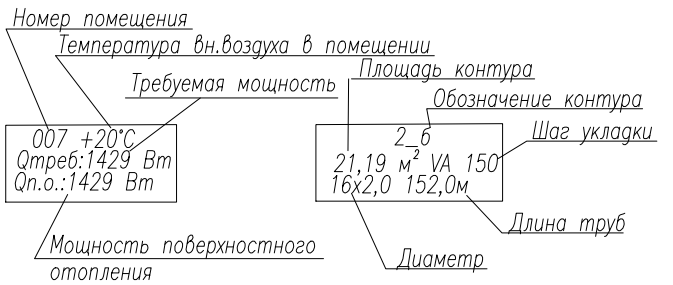 Номер помещения
Температура вн.воздуха в помещении
Требуемая мощность
Площадь контура
Обозначение контура
Шаг укладки
007 +20°C
Qтреб:1429 Вт
Qп.о.:1429 Вт
2_б
21,19 м² VA 150
16x2,0 152,0м
Длина труб
Диаметр
Мощность поверхностного
отопления